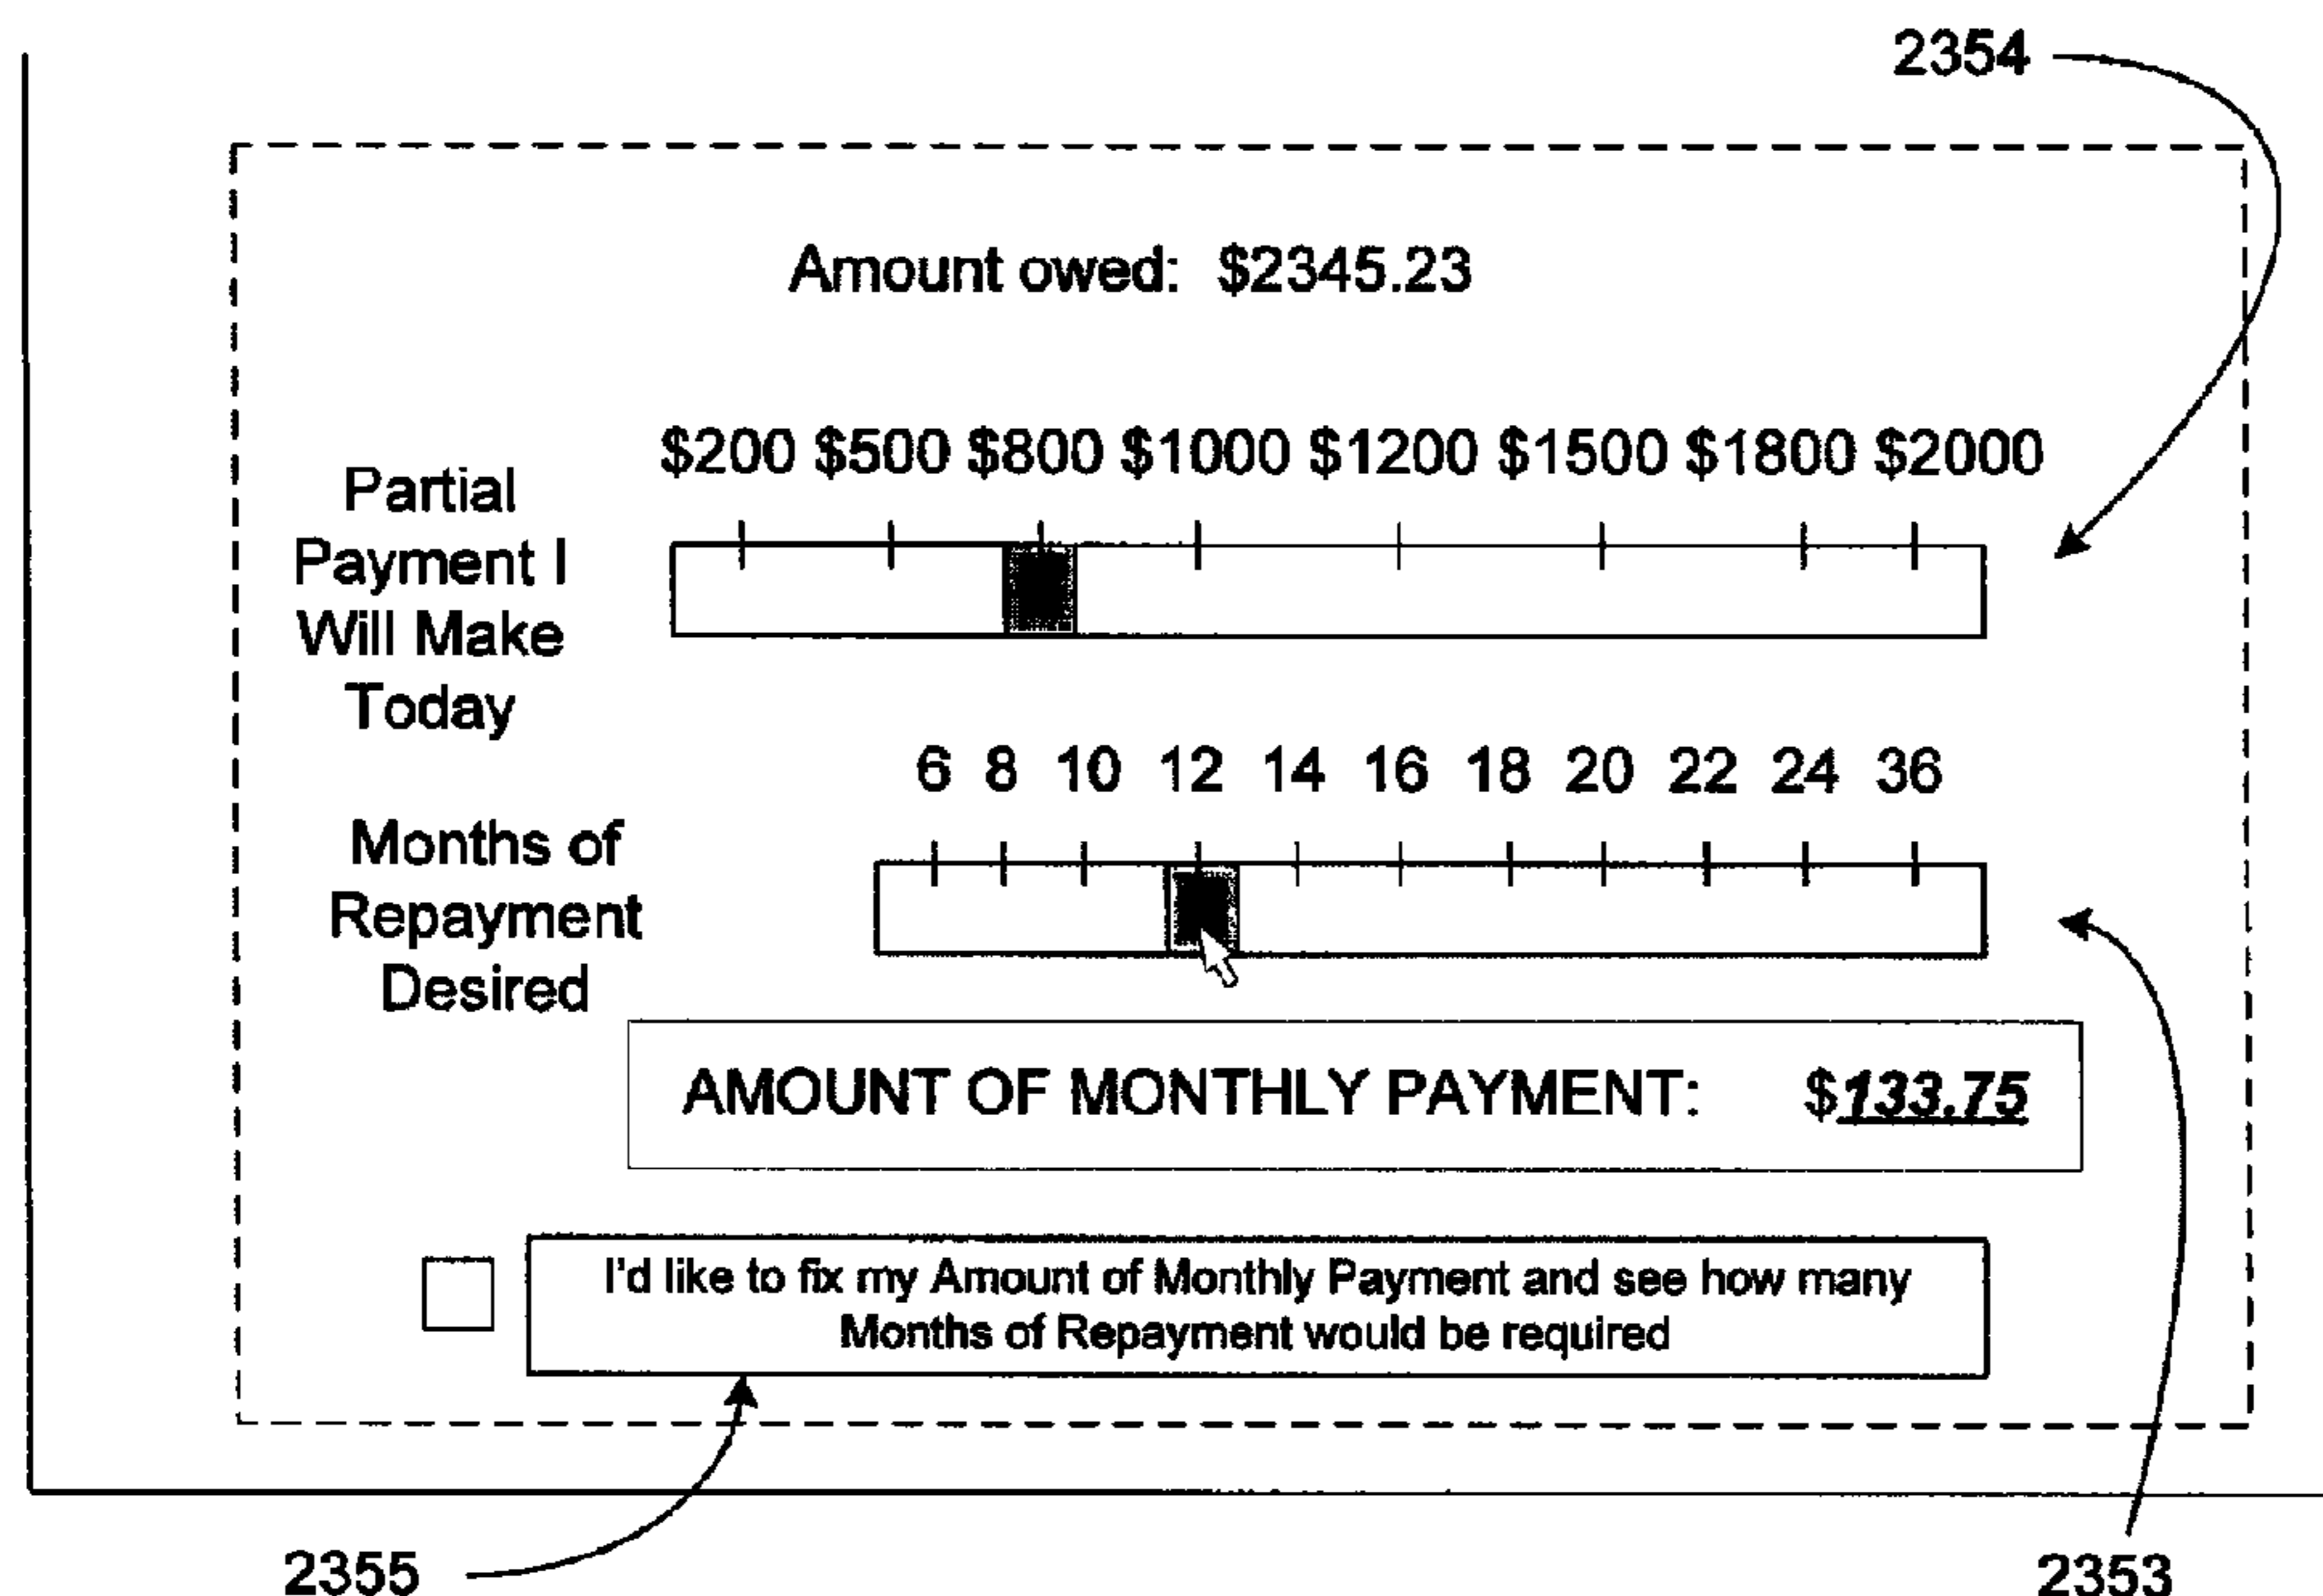 2354
Amount owed: $2345.23
$200 $500 $800 $1000 $1200 $1500 $1800 $2000
Partial
Payment I
Will Make
Today
6 8 10 12 14 16 18 20 22 24 36
Months of
Repayment
Desired
AMOUNT OF MONTHLY PAYMENT: $133.75
I'd like to fix my Amount of Monthly Payment and see how many
Months of Repayment would be required
2355
2353